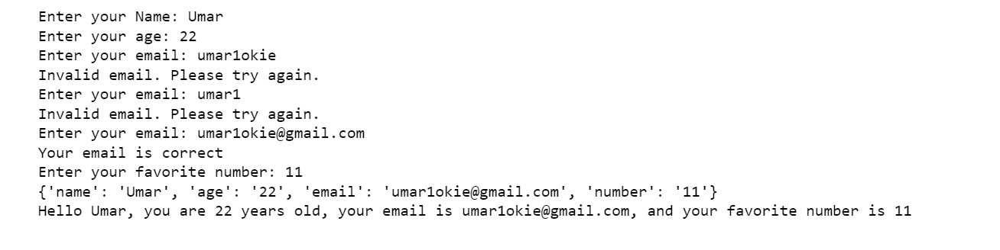 Enter your Name: Umar
Enter your age: 22
Enter your email: umar1okie
Invalid email. Please try again.
Enter your email: umar1
Invalid email. Please try again.
Enter your email: umar1okie@gmail.com
Your email is correct
Enter your favorite number: 11
{'name': 'Umar', 'age': '22', 'email': 'umar1okie@gmail.com', 'number': '11'}
Hello Umar, you are 22 years old, your email is umar1okie@gmail.com, and your favorite number is 11